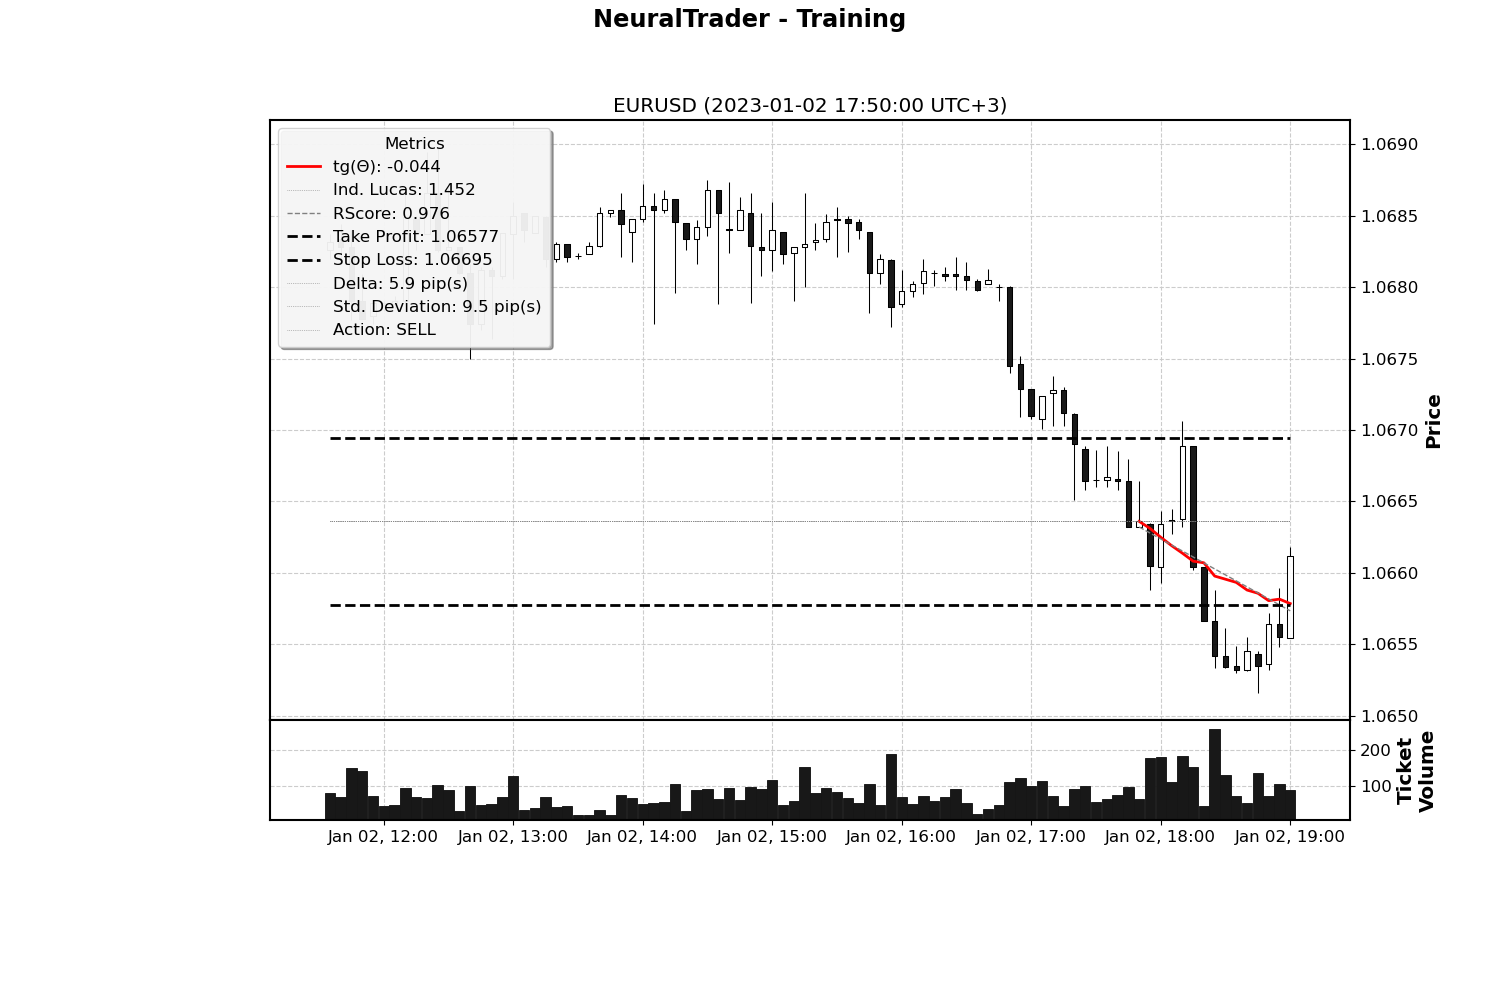 NeuralTrader - Training
EURUSD (2023-01-02 17:50:00 UTC+3)
Metrics
tg(Θ): -0.044
Ind. Lucas: 1.452
RScore: 0.976
Take Profit: 1.06577
Stop Loss: 1.06695
Delta: 5.9 pip(s)
Std. Deviation: 9.5 pip(s)
Action: SELL
1.0690
1.0685
1.0680
1.0675
1.0670
1.0665
1.0660
1.0655
1.0650
Price
200
100
Ticket
Volume
Jan 02, 12:00
Jan 02, 13:00
Jan 02, 14:00
Jan 02, 15:00
Jan 02, 16:00
Jan 02, 17:00
Jan 02, 18:00
Jan 02, 19:00